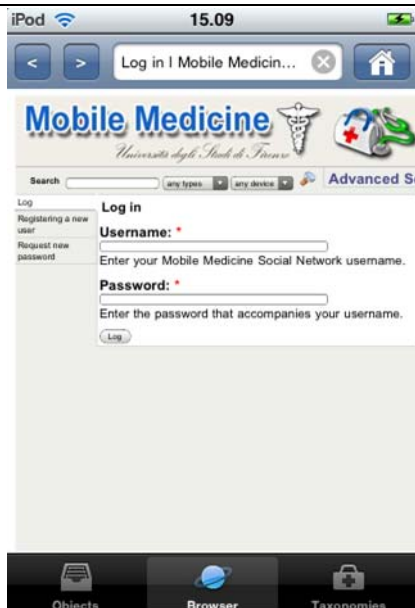 iPod 15.09
< > Log in | Mobile Medicin...
Mobile Medicine
Università degli Studi di Firenze
Search any types any device Advanced Se
Log
Registering a new
user
Request new
password
Log in
Username: *
Enter your Mobile Medicine Social Network username.
Password: *
Enter the password that accompanies your username.
Log
Objects Browser Taxonomies